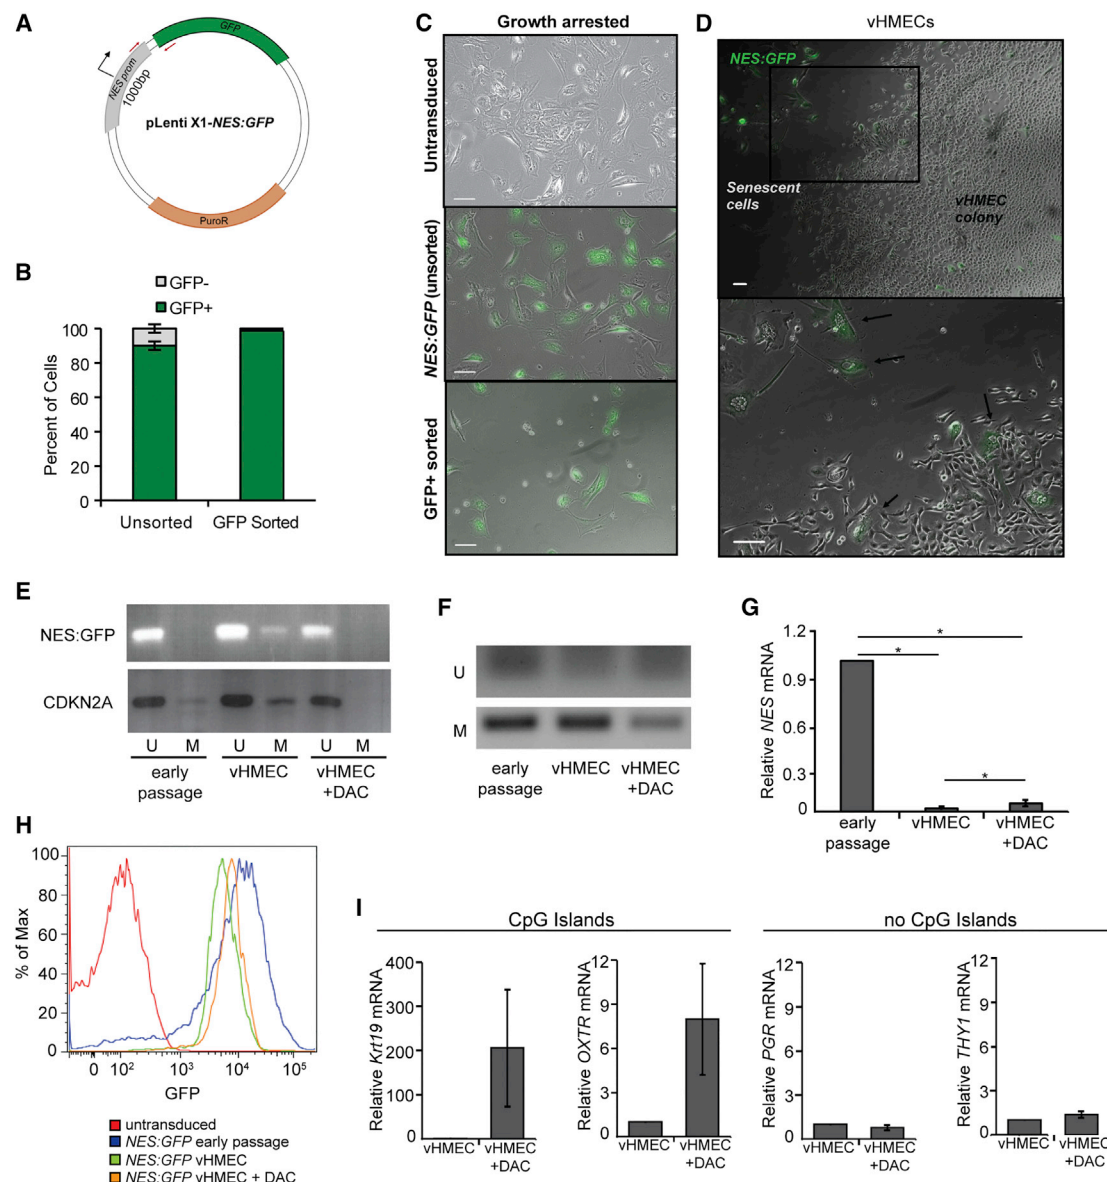 A
NES prom
1000bp
GFP
pLenti X1-NES:GFP
PuroR
B
GFP-
GFP+
Percent of Cells
100
80
60
40
20
0
Unsorted
GFP Sorted
C
Growth arrested
Untransduced
NES:GFP (unsorted)
GFP+ sorted
D
vHMECs
NES:GFP
Senescent
cells
vHMEC
colony
E
NES:GFP
CDKN2A
U M U M U M
early
passage
vHMEC
vHMEC
+DAC
F
U
M
early
passage
vHMEC
vHMEC
+DAC
G
Relative NES mRNA
1.2
0.9
0.3
0
*
*
*
early
passage
vHMEC
vHMEC
+DAC
H
% of Max
100
80
60
40
20
0
0 10² 10³ 10⁴ 10⁵
GFP
untransduced
NES:GFP early passage
NES:GFP vHMEC
NES:GFP vHMEC + DAC
I
CpG Islands
no CpG Islands
Relative Krt19 mRNA
400
300
200
100
0
vHMEC
vHMEC
+DAC
Relative OXTR mRNA
12
9
6
3
0
vHMEC
vHMEC
+DAC
Relative PGR mRNA
12
9
6
3
0
vHMEC
vHMEC
+DAC
Relative THY1 mRNA
12
9
6
3
0
vHMEC
vHMEC
+DAC